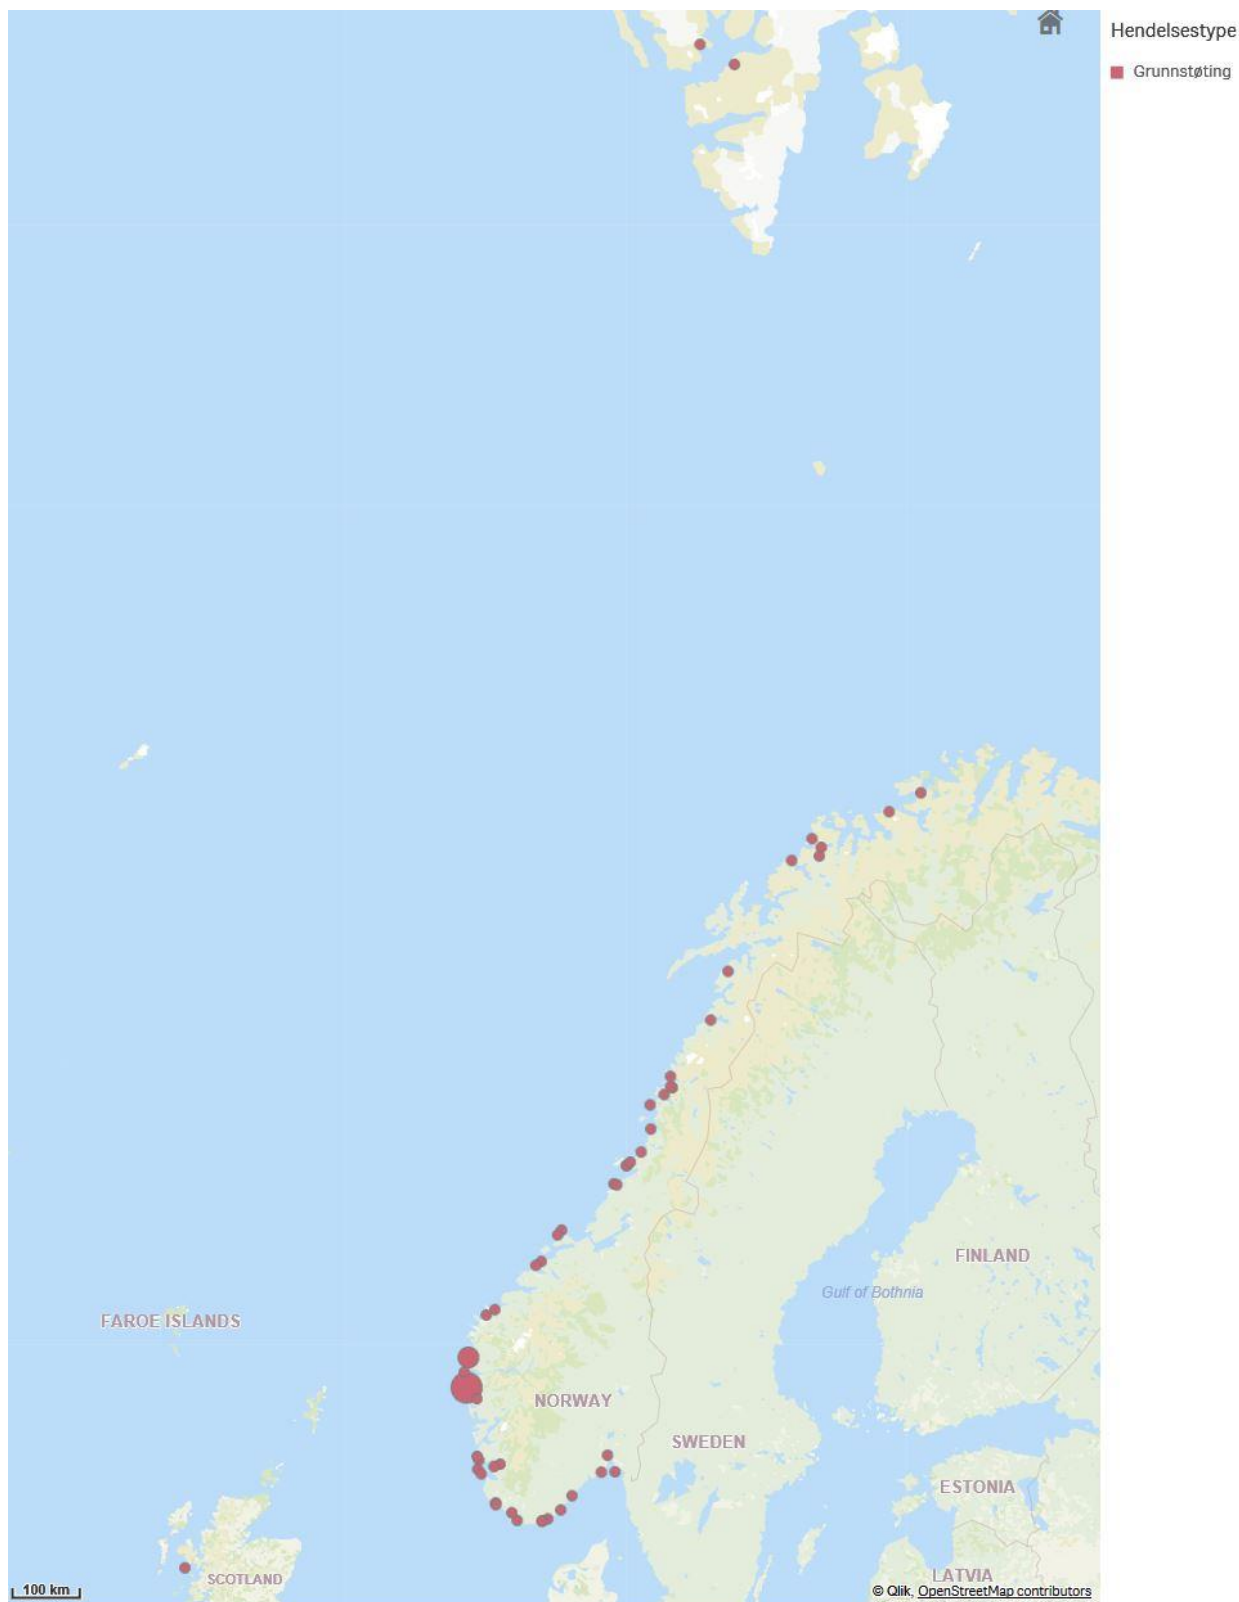 Hendelsestype
Grunnstøting
FINLAND
Gulf of Bothnia
FAROE ISLANDS
NORWAY
SWEDEN
ESTONIA
LATVIA
SCOTLAND
100 km
© Qlik, OpenStreetMap contributors